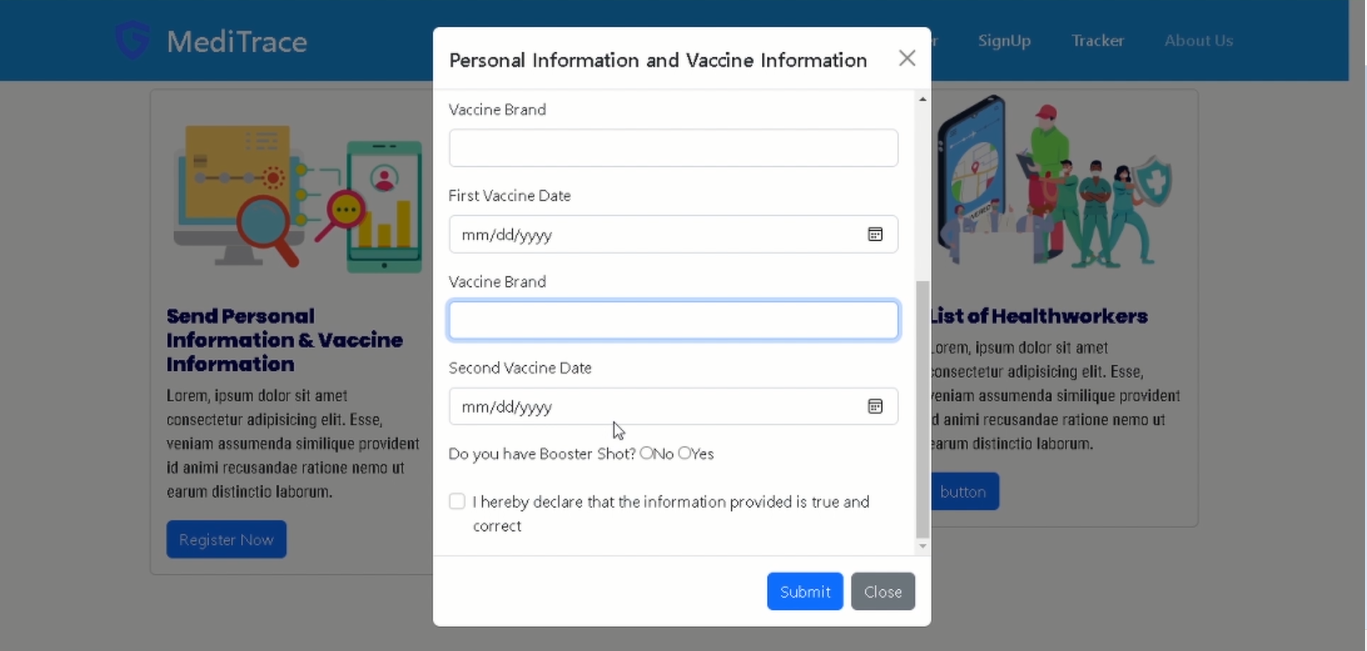 MediTrace
SignUp
Tracker
About Us
Personal Information and Vaccine Information
Vaccine Brand
First Vaccine Date
mm/dd/yyyy
Vaccine Brand
Second Vaccine Date
mm/dd/yyyy
Do you have Booster Shot? No Yes
I hereby declare that the information provided is true and
correct
Submit
Close
Send Personal
Information & Vaccine
Information
Lorem, ipsum dolor sit amet
consectetur adipisicing elit. Esse,
veniam assumenda similique provident
id animi recusandae ratione nemo ut
earum distinctio laborum.
Register Now
List of Healthworkers
Lorem, ipsum dolor sit amet
consectetur adipisicing elit. Esse,
veniam assumenda similique provident
id animi recusandae ratione nemo ut
earum distinctio laborum.
button